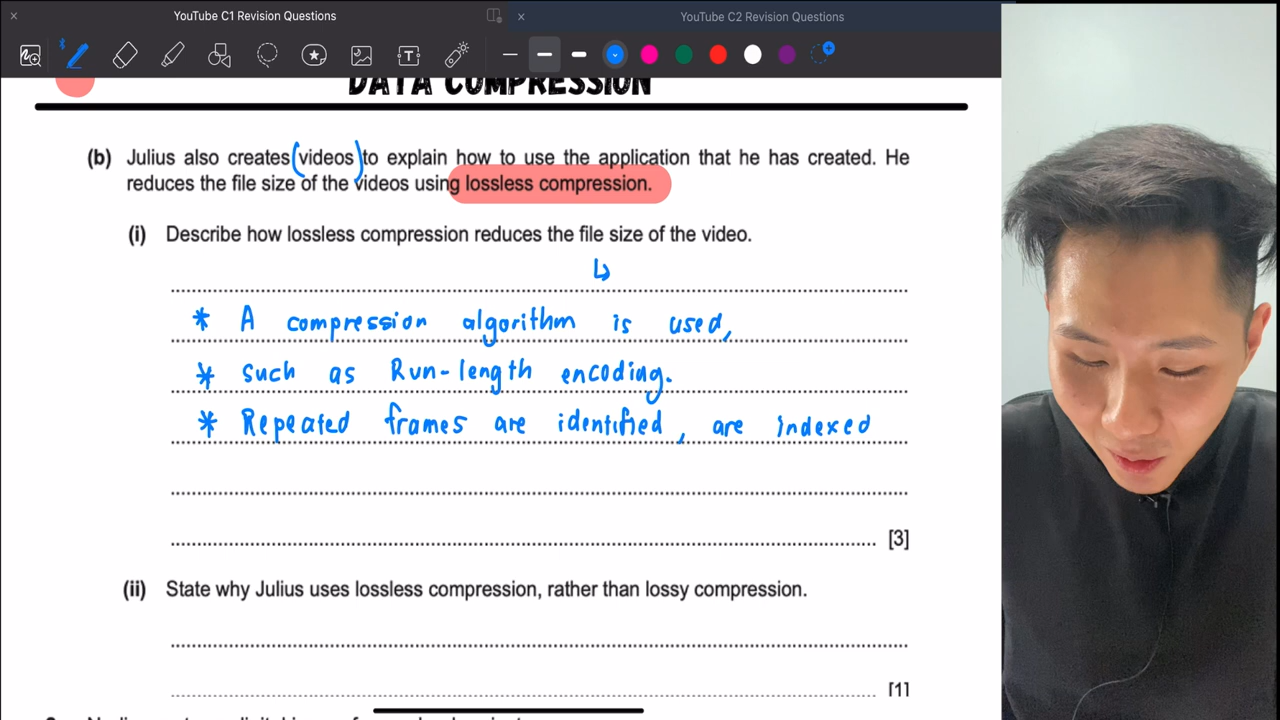 YouTube C1 Revision Questions
YouTube C2 Revision Questions
DATA COMPRESSION
(b) Julius also creates (videos) to explain how to use the application that he has created. He
reduces the file size of the videos using lossless compression.
(i) Describe how lossless compression reduces the file size of the video.
* A compression algorithm is used,
* such as Run-length encoding.
* Repeated frames are identified, are indexed
[3]
(ii) State why Julius uses lossless compression, rather than lossy compression.
[1]